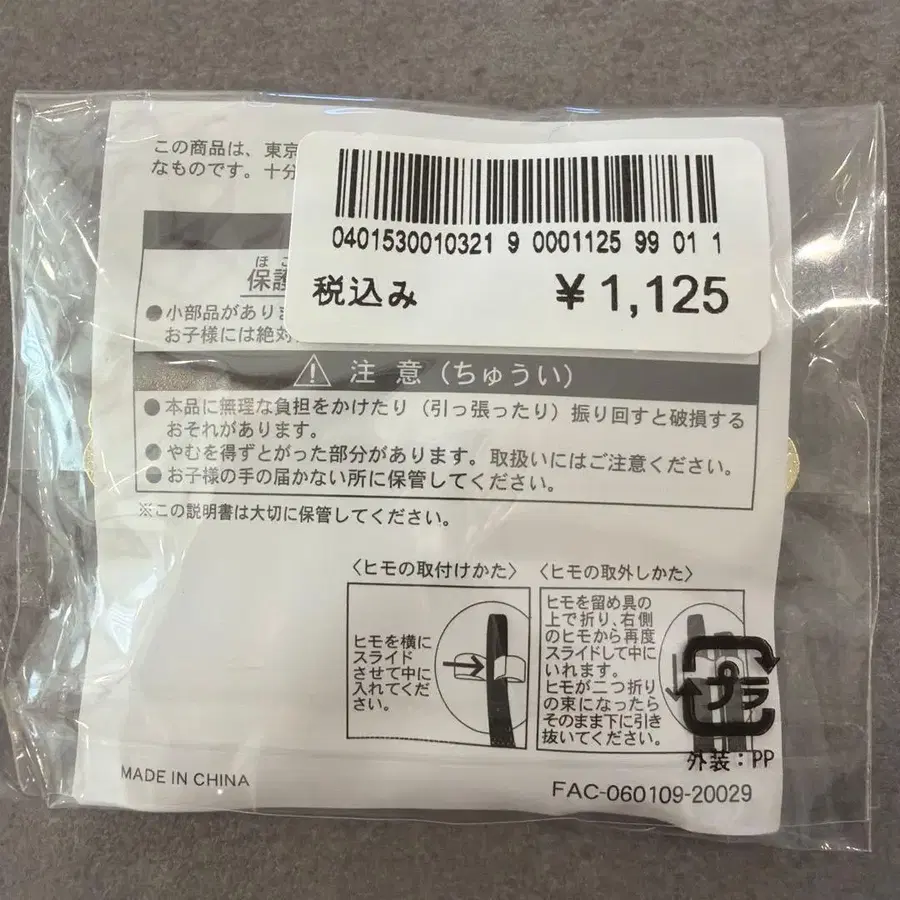 この商品は、東京
なものです。十分
0401530010321 9 0001125 99 01 1
税込み ￥1,125
ほ
保護
●小部品があります
お子様には絶対
⚠ 注意（ちゅうい）
●本品に無理な負担をかけたり（引っ張ったり）振り回すと破損する
おそれがあります。
●やむを得ずとがった部分があります。取扱いにはご注意ください。
●お子様の手の届かない所に保管してください。
※この説明書は大切に保管してください。
〈ヒモの取付けかた〉
ヒモを横に
スライド
させて中に
入れてくだ
さい。
〈ヒモの取外しかた〉
ヒモを留め具の
上で折り、右側
のヒモから再度
スライドして中に
いれます。
ヒモが二つ折り
の束になったら
そのまま下に引き
抜いてください。
プラ
外装：PP
MADE IN CHINA
FAC-060109-20029